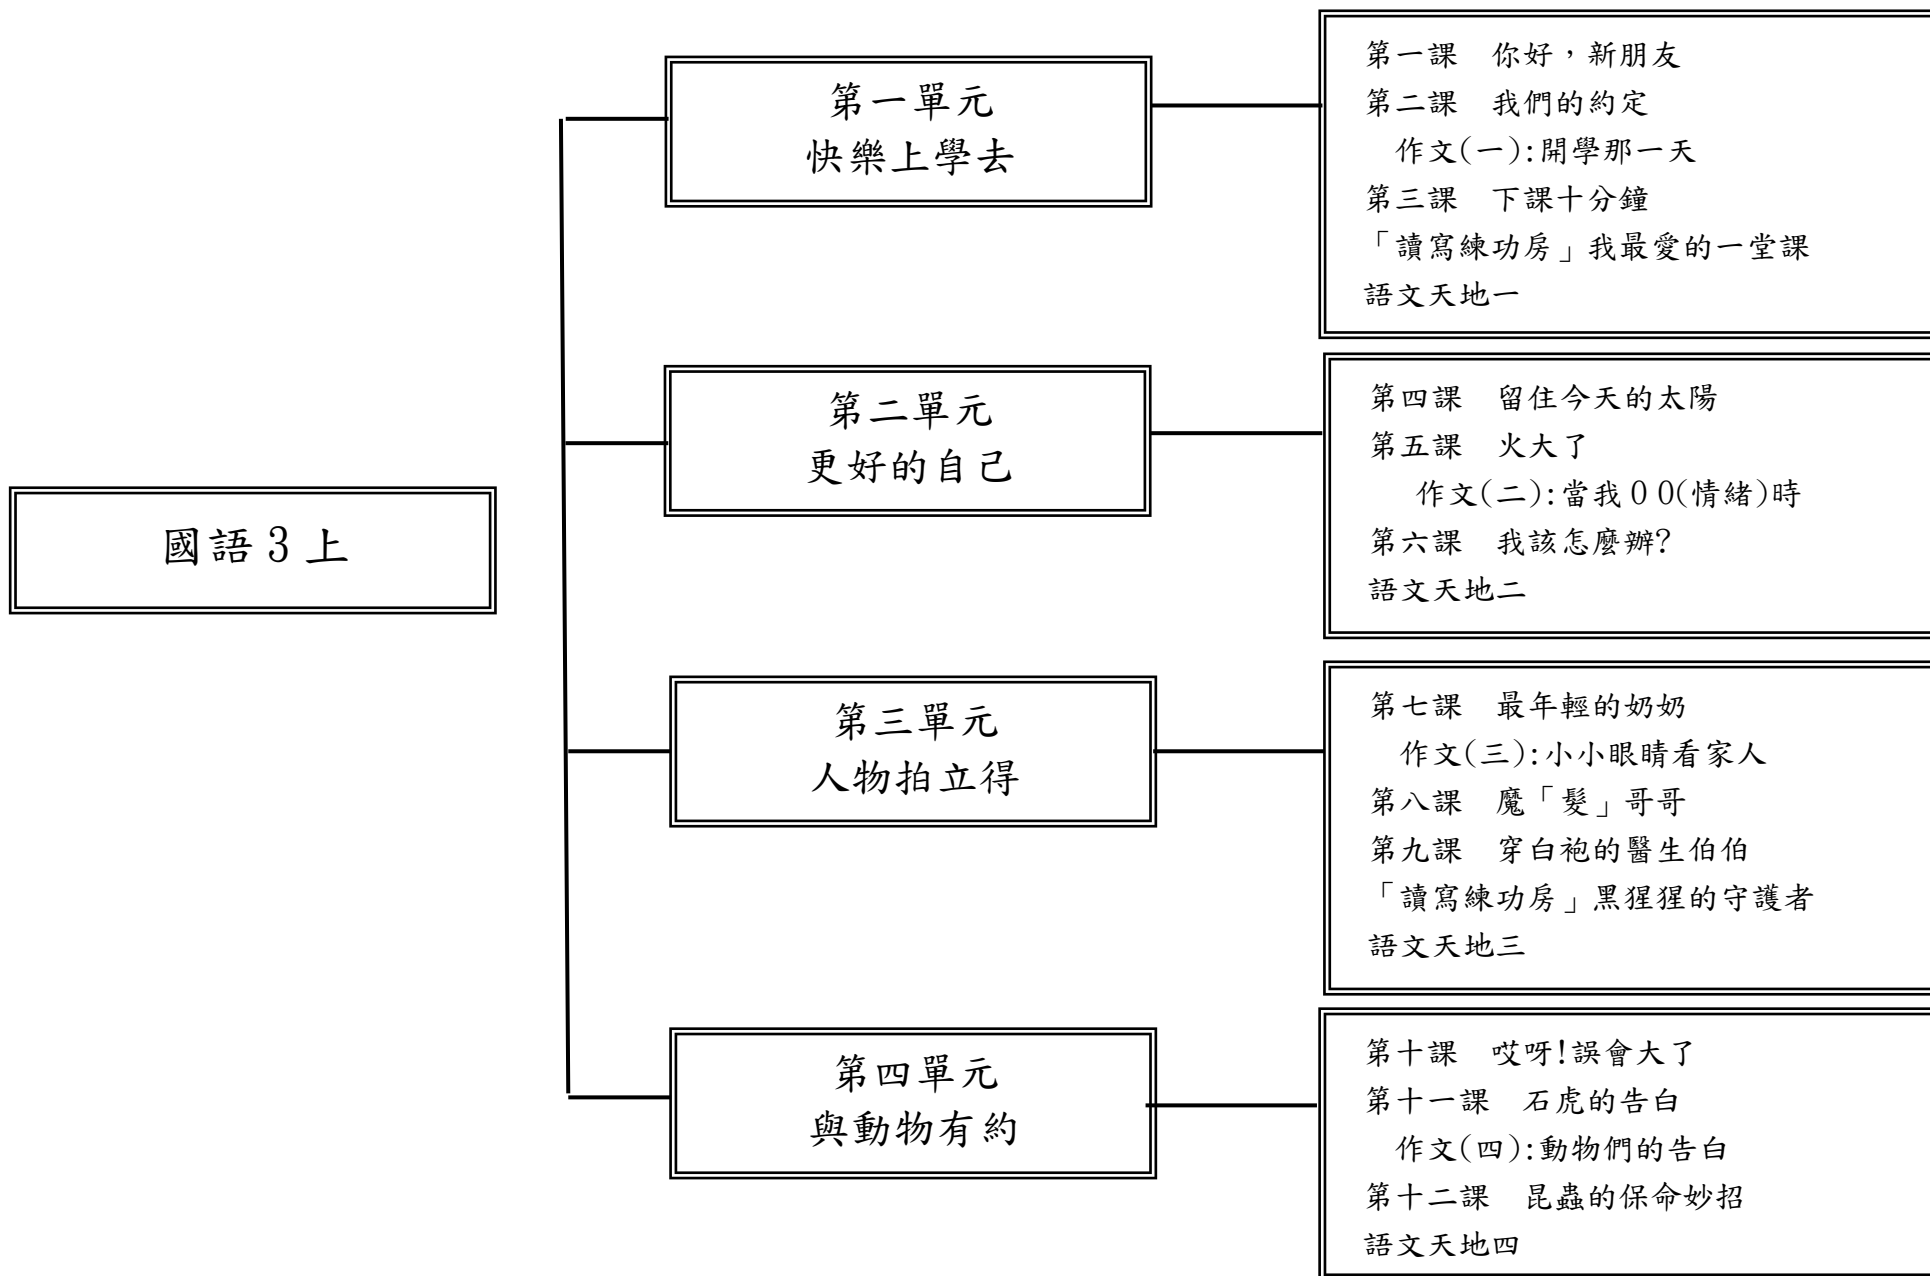 國語3上
第一單元
快樂上學去
第一課　你好，新朋友
第二課　我們的約定
作文(一):開學那一天
第三課　下課十分鐘
「讀寫練功房」我最愛的一堂課
語文天地一
第二單元
更好的自己
第四課　留住今天的太陽
第五課　火大了
作文(二):當我00(情緒)時
第六課　我該怎麼辦?
語文天地二
第三單元
人物拍立得
第七課　最年輕的奶奶
作文(三):小小眼睛看家人
第八課　魔「髮」哥哥
第九課　穿白袍的醫生伯伯
「讀寫練功房」黑猩猩的守護者
語文天地三
第四單元
與動物有約
第十課　哎呀!誤會大了
第十一課　石虎的告白
作文(四):動物們的告白
第十二課　昆蟲的保命妙招
語文天地四